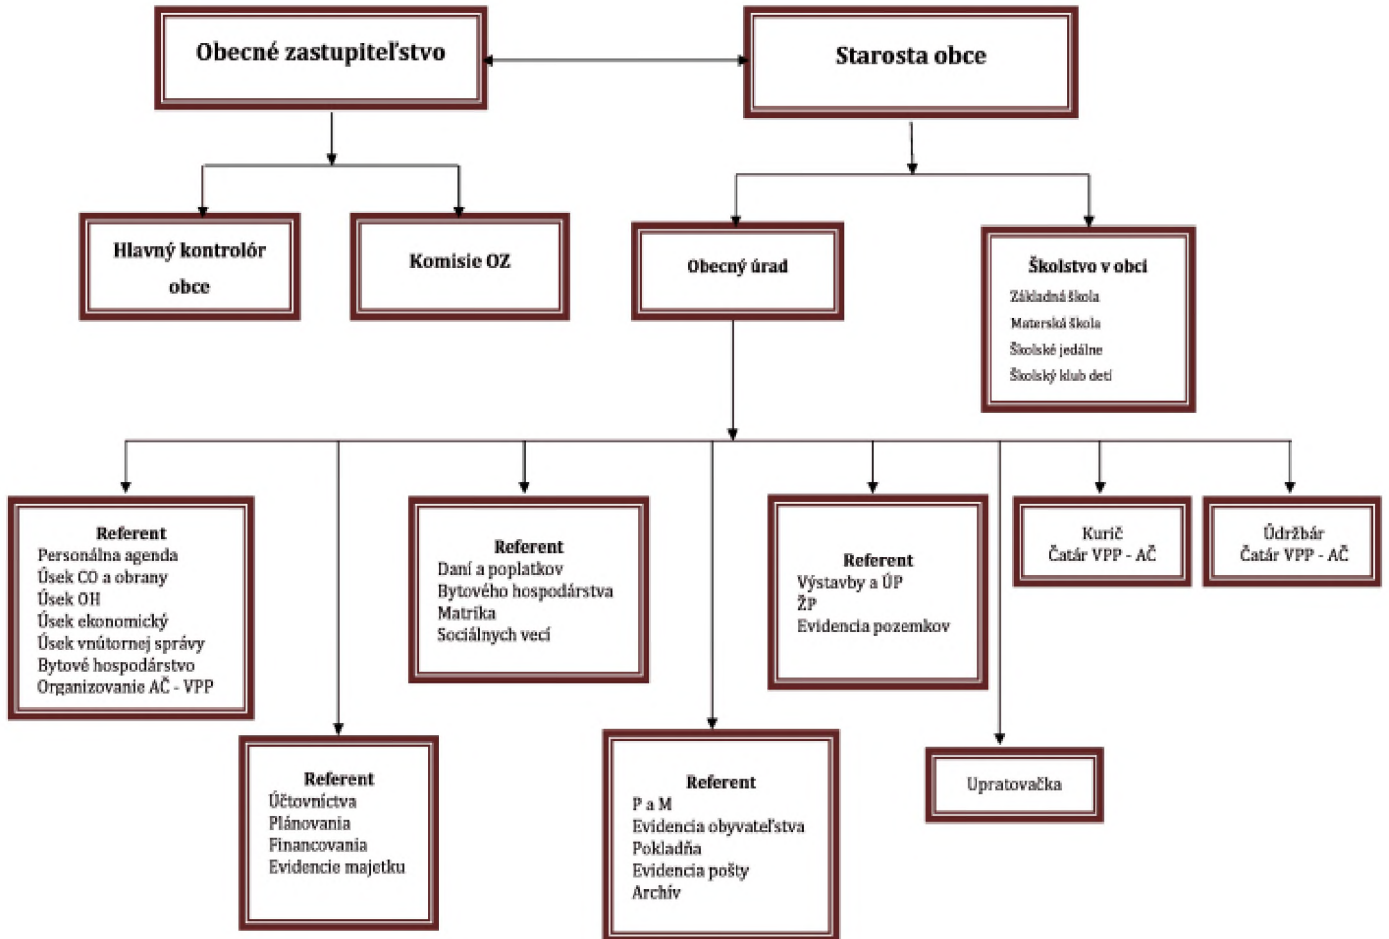 Obecné zastupiteľstvo
Starosta obce
Hlavný kontrolór
obce
Komisie OZ
Obecný úrad
Školstvo v obci
Základná škola
Materská škola
Školské jedálne
Školský klub detí
Referent
Personálna agenda
Úsek CO a obrany
Úsek OH
Úsek ekonomický
Úsek vnútornej správy
Bytové hospodárstvo
Organizovanie AČ - VPP
Referent
Daní a poplatkov
Bytového hospodárstva
Matrika
Sociálnych vecí
Referent
Výstavby a ÚP
ŽP
Evidencia pozemkov
Kurič
Čatár VPP - AČ
Údržbár
Čatár VPP - AČ
Referent
Účtovníctva
Plánovania
Financovania
Evidencie majetku
Referent
P a M
Evidencia obyvateľstva
Pokladňa
Evidencia pošty
Archív
Upratovačka